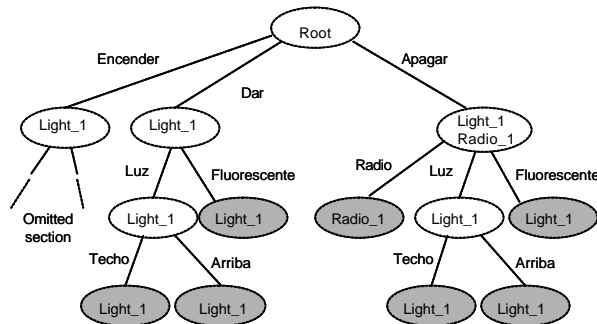 Root
Encender
Apagar
Dar
Light_1
Light_1
Light_1
Radio_1
Luz
Fluorescente
Radio
Luz
Fluorescente
Omitted
section
Light_1
Light_1
Radio_1
Light_1
Light_1
Techo
Arriba
Techo
Arriba
Light_1
Light_1
Light_1
Light_1